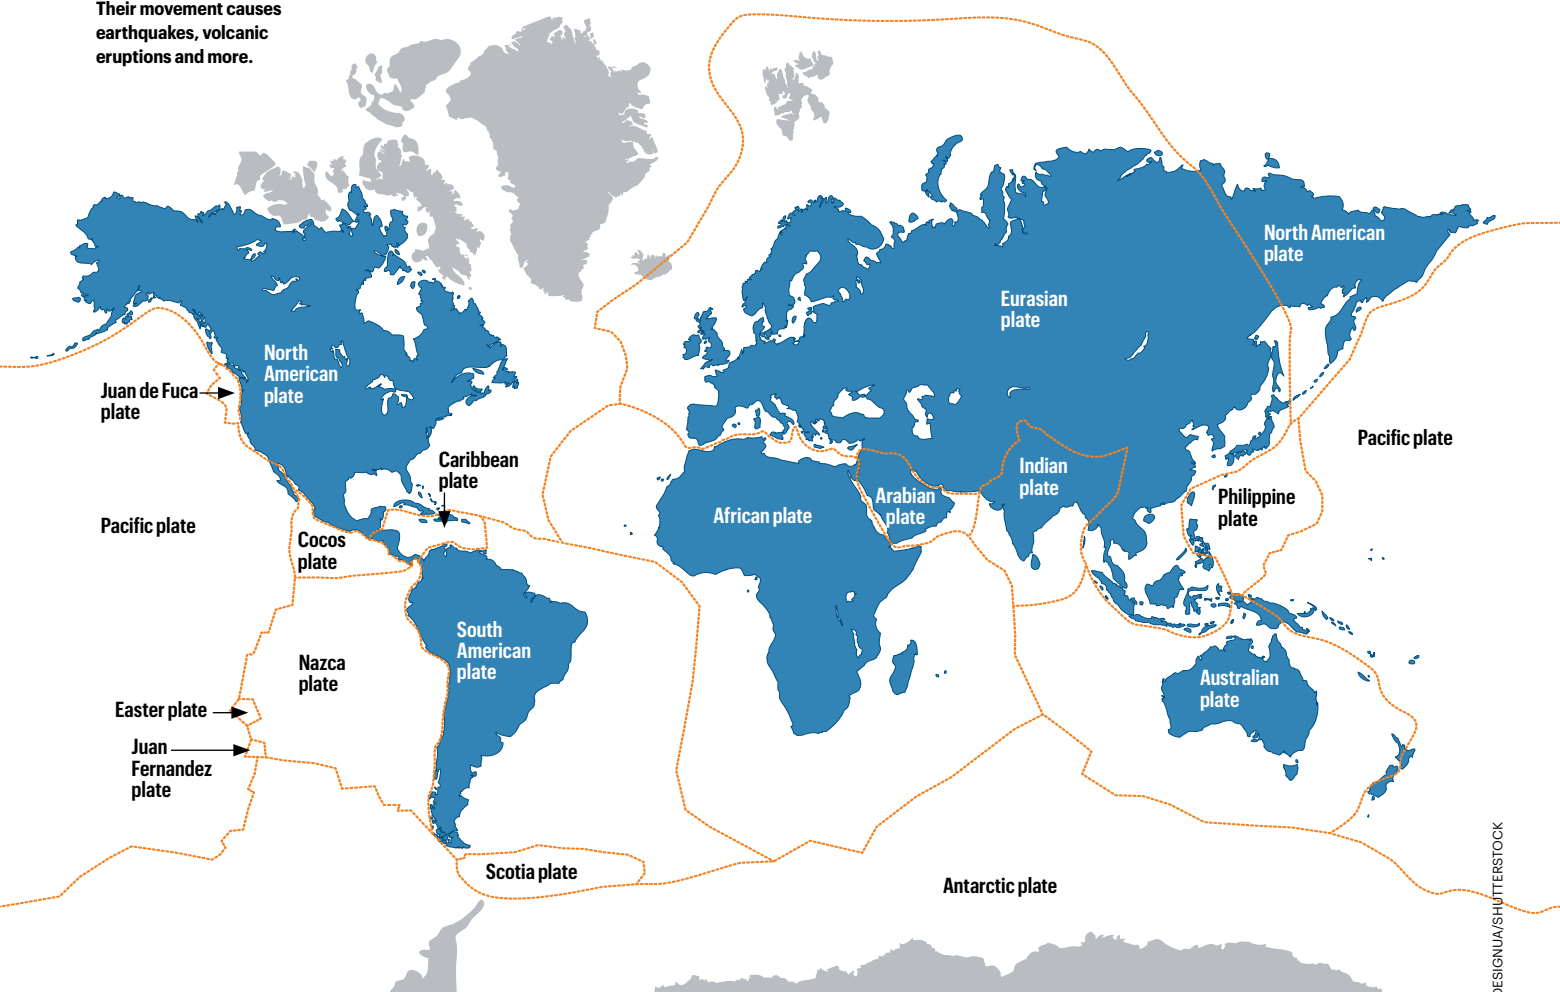 Their movement causes
earthquakes, volcanic
eruptions and more.
North American
plate
Eurasian
plate
North
American
plate
Juan de Fuca
plate
Pacific plate
Caribbean
plate
Indian
plate
Arabian
plate
African plate
Philippine
plate
Pacific plate
Cocos
plate
South
American
plate
Nazca
plate
Australian
plate
Easter plate
Juan
Fernandez
plate
Scotia plate
Antarctic plate
DESIGNUA/SHUTTERSTOCK